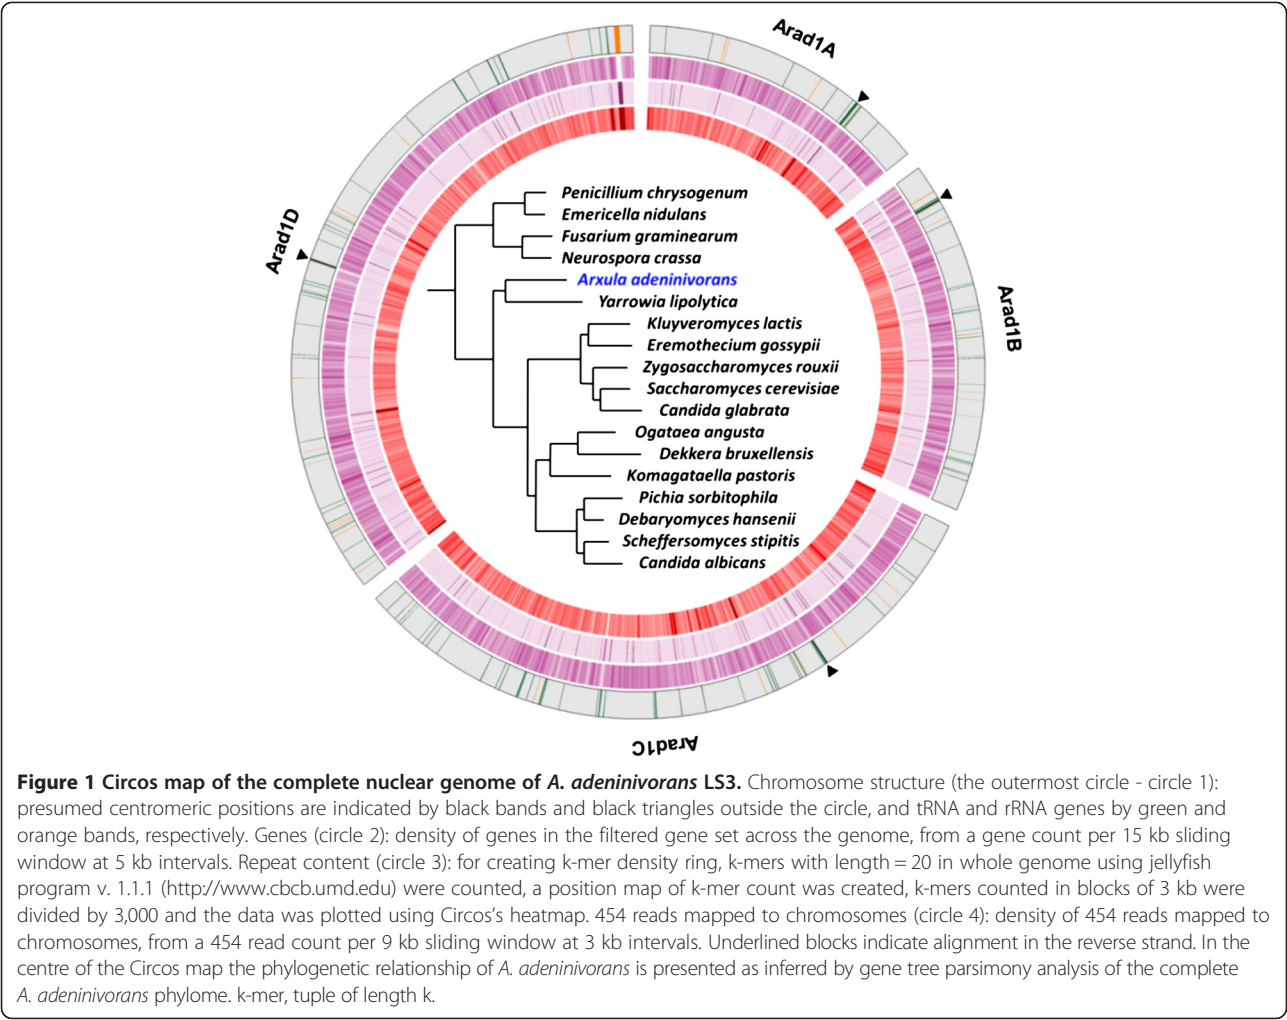 Arad1A
Arad1B
Arad1C
Arad1D
Penicillium chrysogenum
Emericella nidulans
Fusarium graminearum
Neurospora crassa
Arxula adeninivorans
Yarrowia lipolytica
Kluyveromyces lactis
Eremothecium gossypii
Zygosaccharomyces rouxii
Saccharomyces cerevisiae
Candida glabrata
Ogataea angusta
Dekkera bruxellensis
Komagataella pastoris
Pichia sorbitophila
Debaryomyces hansenii
Scheffersomyces stipitis
Candida albicans
Figure 1 Circos map of the complete nuclear genome of A. adeninivorans LS3. Chromosome structure (the outermost circle - circle 1):
presumed centromeric positions are indicated by black bands and black triangles outside the circle, and tRNA and rRNA genes by green and
orange bands, respectively. Genes (circle 2): density of genes in the filtered gene set across the genome, from a gene count per 15 kb sliding
window at 5 kb intervals. Repeat content (circle 3): for creating k-mer density ring, k-mers with length = 20 in whole genome using jellyfish
program v. 1.1.1 (http://www.cbcb.umd.edu) were counted, a position map of k-mer count was created, k-mers counted in blocks of 3 kb were
divided by 3,000 and the data was plotted using Circos's heatmap. 454 reads mapped to chromosomes (circle 4): density of 454 reads mapped to
chromosomes, from a 454 read count per 9 kb sliding window at 3 kb intervals. Underlined blocks indicate alignment in the reverse strand. In the
centre of the Circos map the phylogenetic relationship of A. adeninivorans is presented as inferred by gene tree parsimony analysis of the complete
A. adeninivorans phylome. k-mer, tuple of length k.